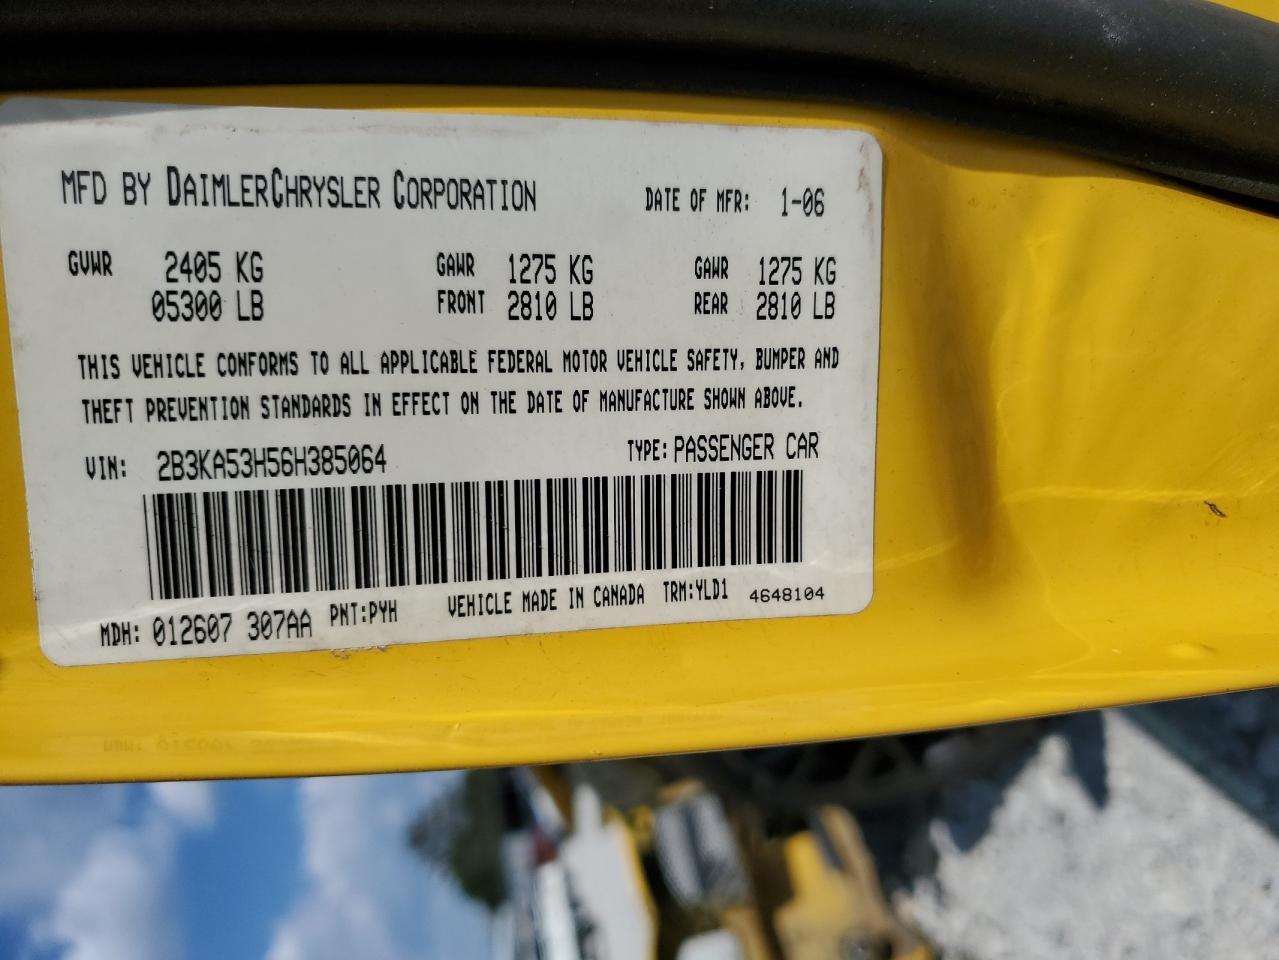 MFD BY DAIMLERCHRYSLER CORPORATION DATE OF MFR: 1-06
GVWR 2405 KG GAWR 1275 KG GAWR 1275 KG
05300 LB FRONT 2810 LB REAR 2810 LB
THIS VEHICLE CONFORMS TO ALL APPLICABLE FEDERAL MOTOR VEHICLE SAFETY, BUMPER AND
THEFT PREVENTION STANDARDS IN EFFECT ON THE DATE OF MANUFACTURE SHOWN ABOVE.
VIN: 2B3KA53H56H385064 TYPE: PASSENGER CAR
MDH: 012607 307AA PNT:PYH VEHICLE MADE IN CANADA TRM:YLD1 4648104